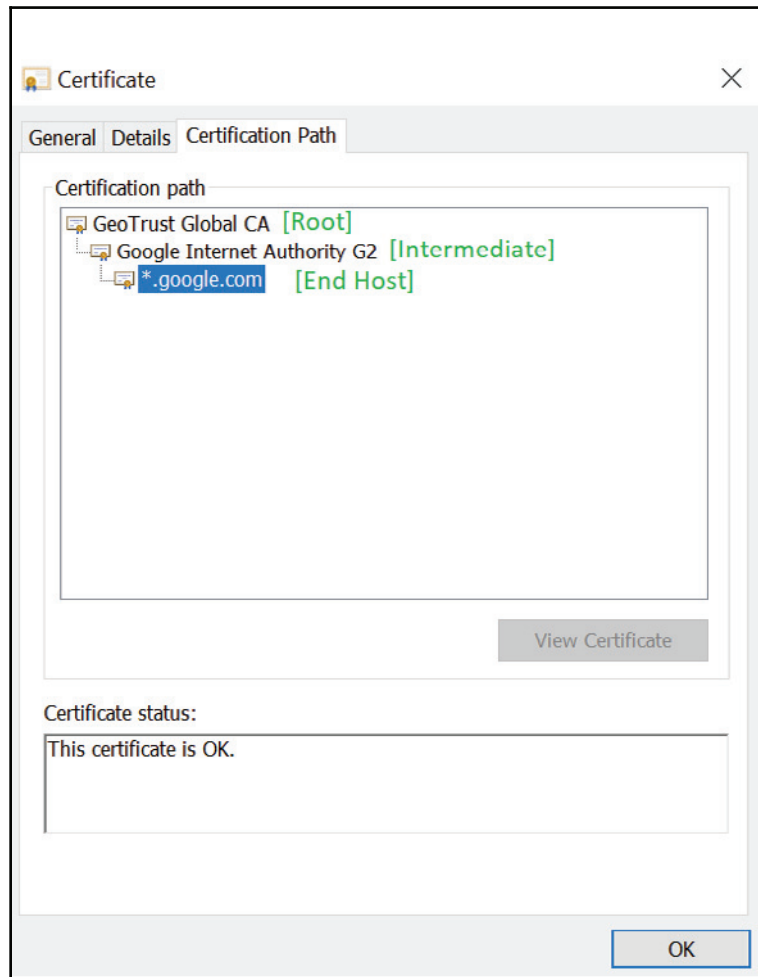 Certificate
General Details Certification Path
Certification path
GeoTrust Global CA [Root]
Google Internet Authority G2 [Intermediate]
*.google.com [End Host]
View Certificate
Certificate status:
This certificate is OK.
OK